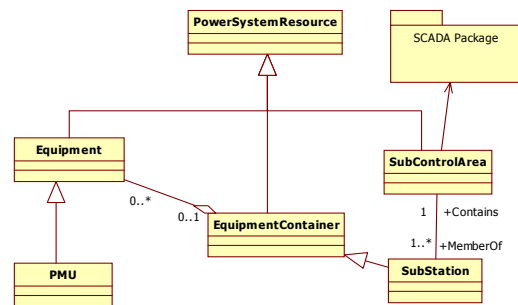 PowerSystemResource
SCADA Package
Equipment
SubControlArea
0..*
0..1
EquipmentContainer
1
+Contains
1..*
+MemberOf
PMU
SubStation